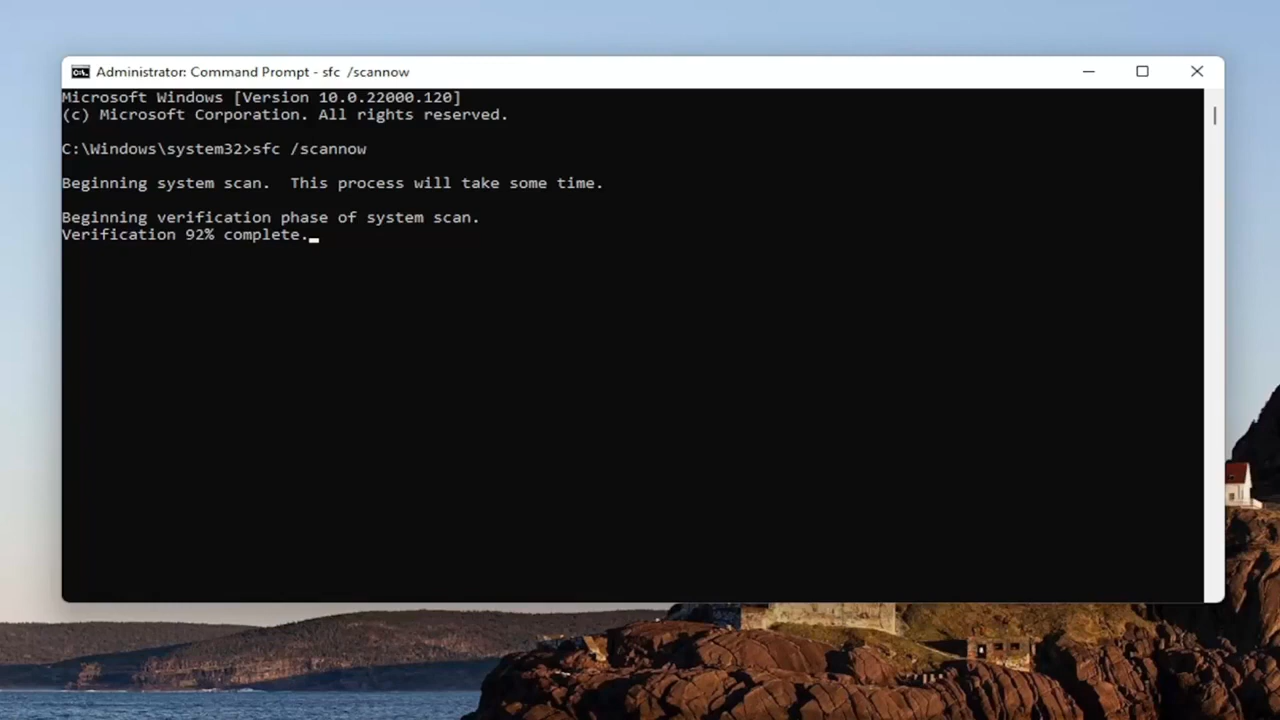 Administrator: Command Prompt - sfc  /scannow
Microsoft Windows [Version 10.0.22000.120]
(c) Microsoft Corporation. All rights reserved.
C:\Windows\system32>sfc /scannow
Beginning system scan.  This process will take some time.
Beginning verification phase of system scan.
Verification 92% complete.